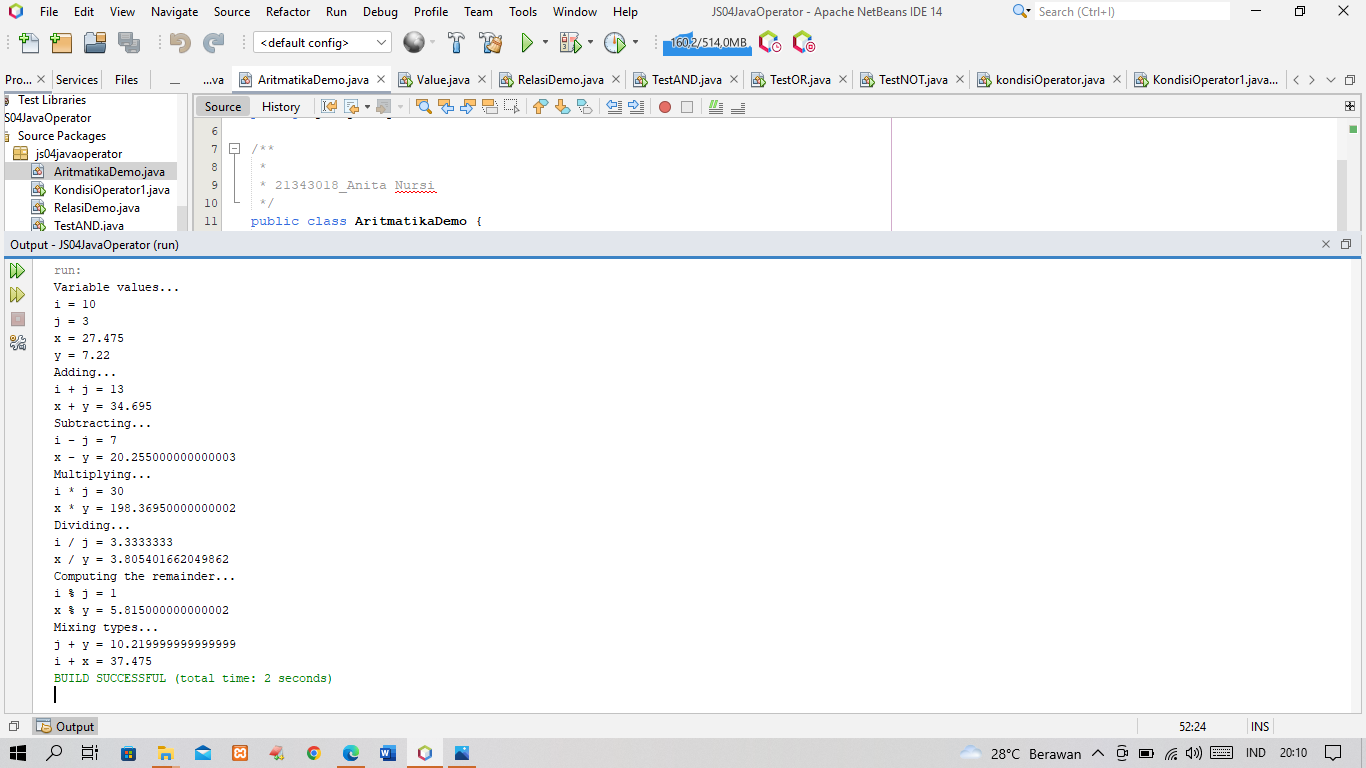 File Edit View Navigate Source Refactor Run Debug Profile Team Tools Window Help JS04JavaOperator - Apache NetBeans IDE 14 Search (Ctrl+I)
<default config> 160,2/514,0MB
Pro... Services Files ...va AritmatikaDemo.java Value.java RelasiDemo.java TestAND.java TestOR.java TestNOT.java kondisiOperator.java KondisiOperator1.java...
Source History
Test Libraries
S04JavaOperator
Source Packages
js04javaoperator
AritmatikaDemo.java
KondisiOperator1.java
RelasiDemo.java
TestAND.java
6
7 /**
8 *
9 * 21343018_Anita Nursi
10 */
11 public class AritmatikaDemo {
Output - JS04JavaOperator (run)
run:
Variable values...
i = 10
j = 3
x = 27.475
y = 7.22
Adding...
i + j = 13
x + y = 34.695
Subtracting...
i - j = 7
x - y = 20.255000000000003
Multiplying...
i * j = 30
x * y = 198.36950000000002
Dividing...
i / j = 3.3333333
x / y = 3.805401662049862
Computing the remainder...
i % j = 1
x % y = 5.815000000000002
Mixing types...
j + y = 10.219999999999999
i + x = 37.475
BUILD SUCCESSFUL (total time: 2 seconds)
Output 52:24 INS
28°C Berawan IND 20:10